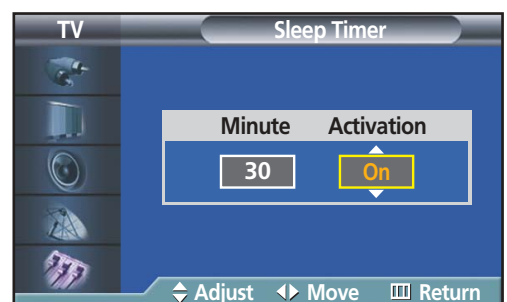 TV Sleep Timer
Minute Activation
30 On
Adjust Move Return